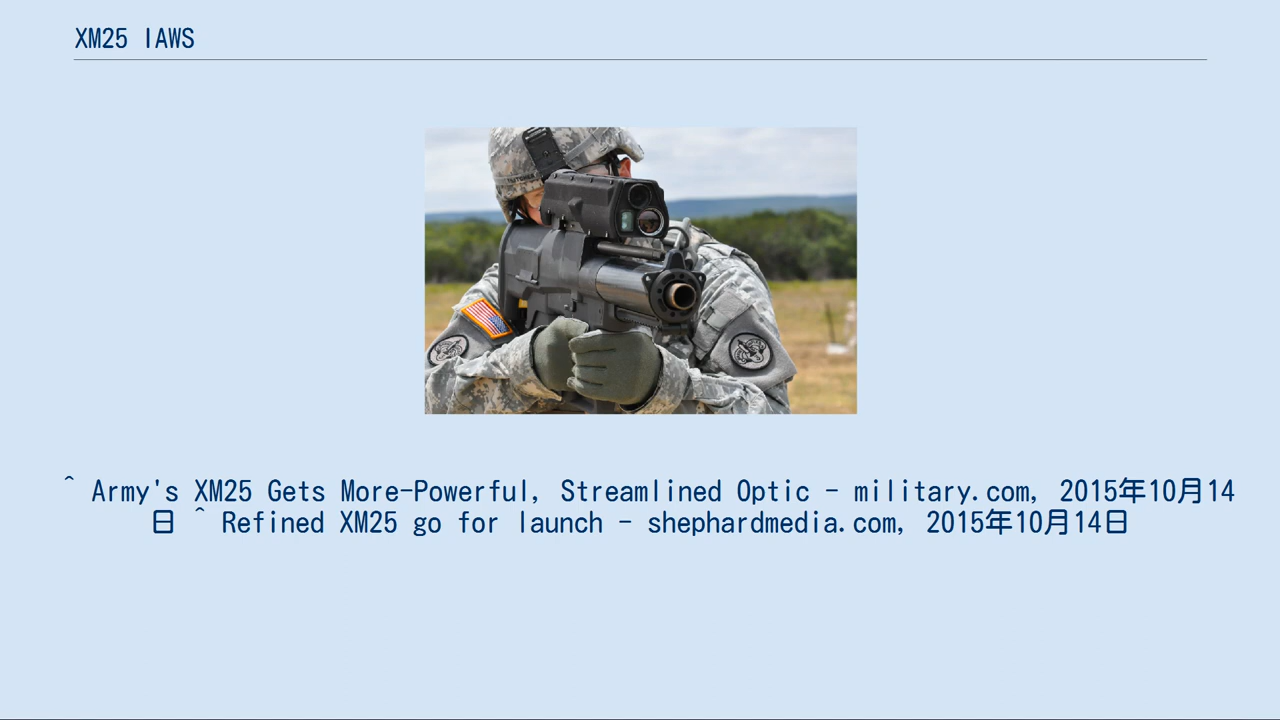 XM25 IAWS
^ Army's XM25 Gets More-Powerful, Streamlined Optic - military.com, 2015年10月14
日 ^ Refined XM25 go for launch - shephardmedia.com, 2015年10月14日